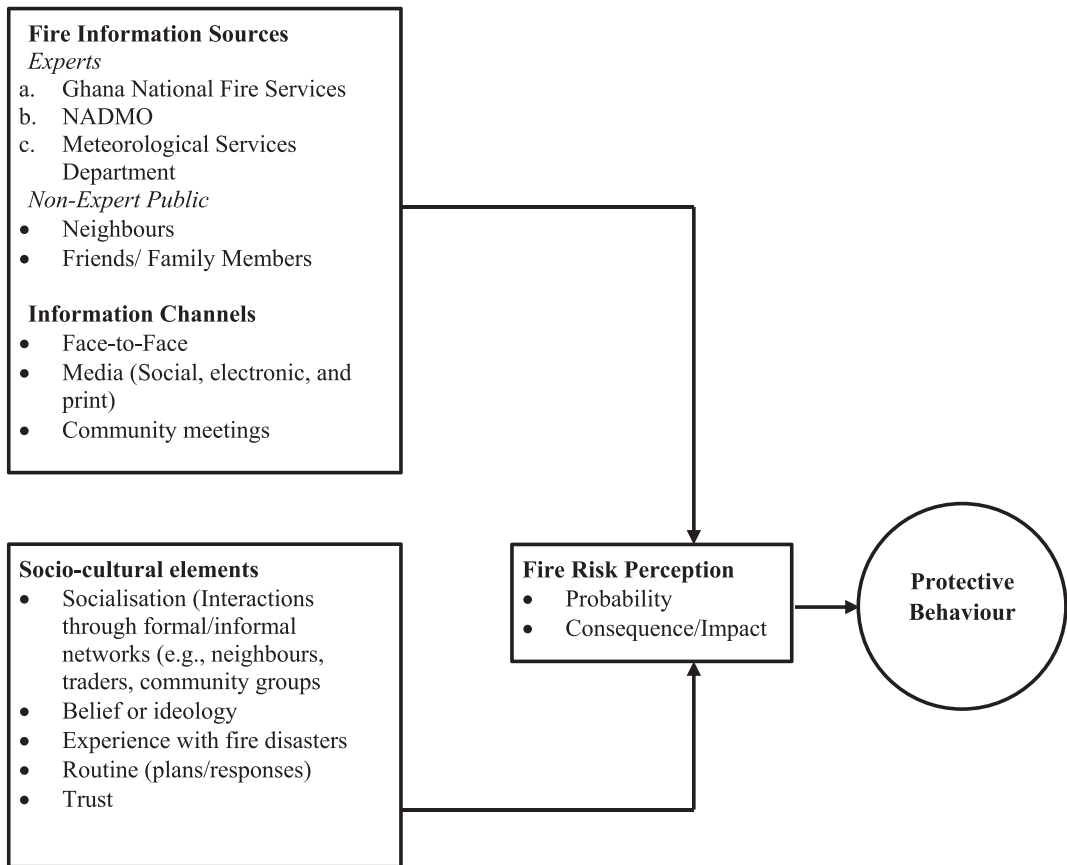 Fire Information Sources
Experts
a. Ghana National Fire Services
b. NADMO
c. Meteorological Services
Department
Non-Expert Public
• Neighbours
• Friends/ Family Members
Information Channels
• Face-to-Face
• Media (Social, electronic, and
print)
• Community meetings
Socio-cultural elements
• Socialisation (Interactions
through formal/informal
networks (e.g., neighbours,
traders, community groups
• Belief or ideology
• Experience with fire disasters
• Routine (plans/responses)
• Trust
Fire Risk Perception
• Probability
• Consequence/Impact
Protective
Behaviour